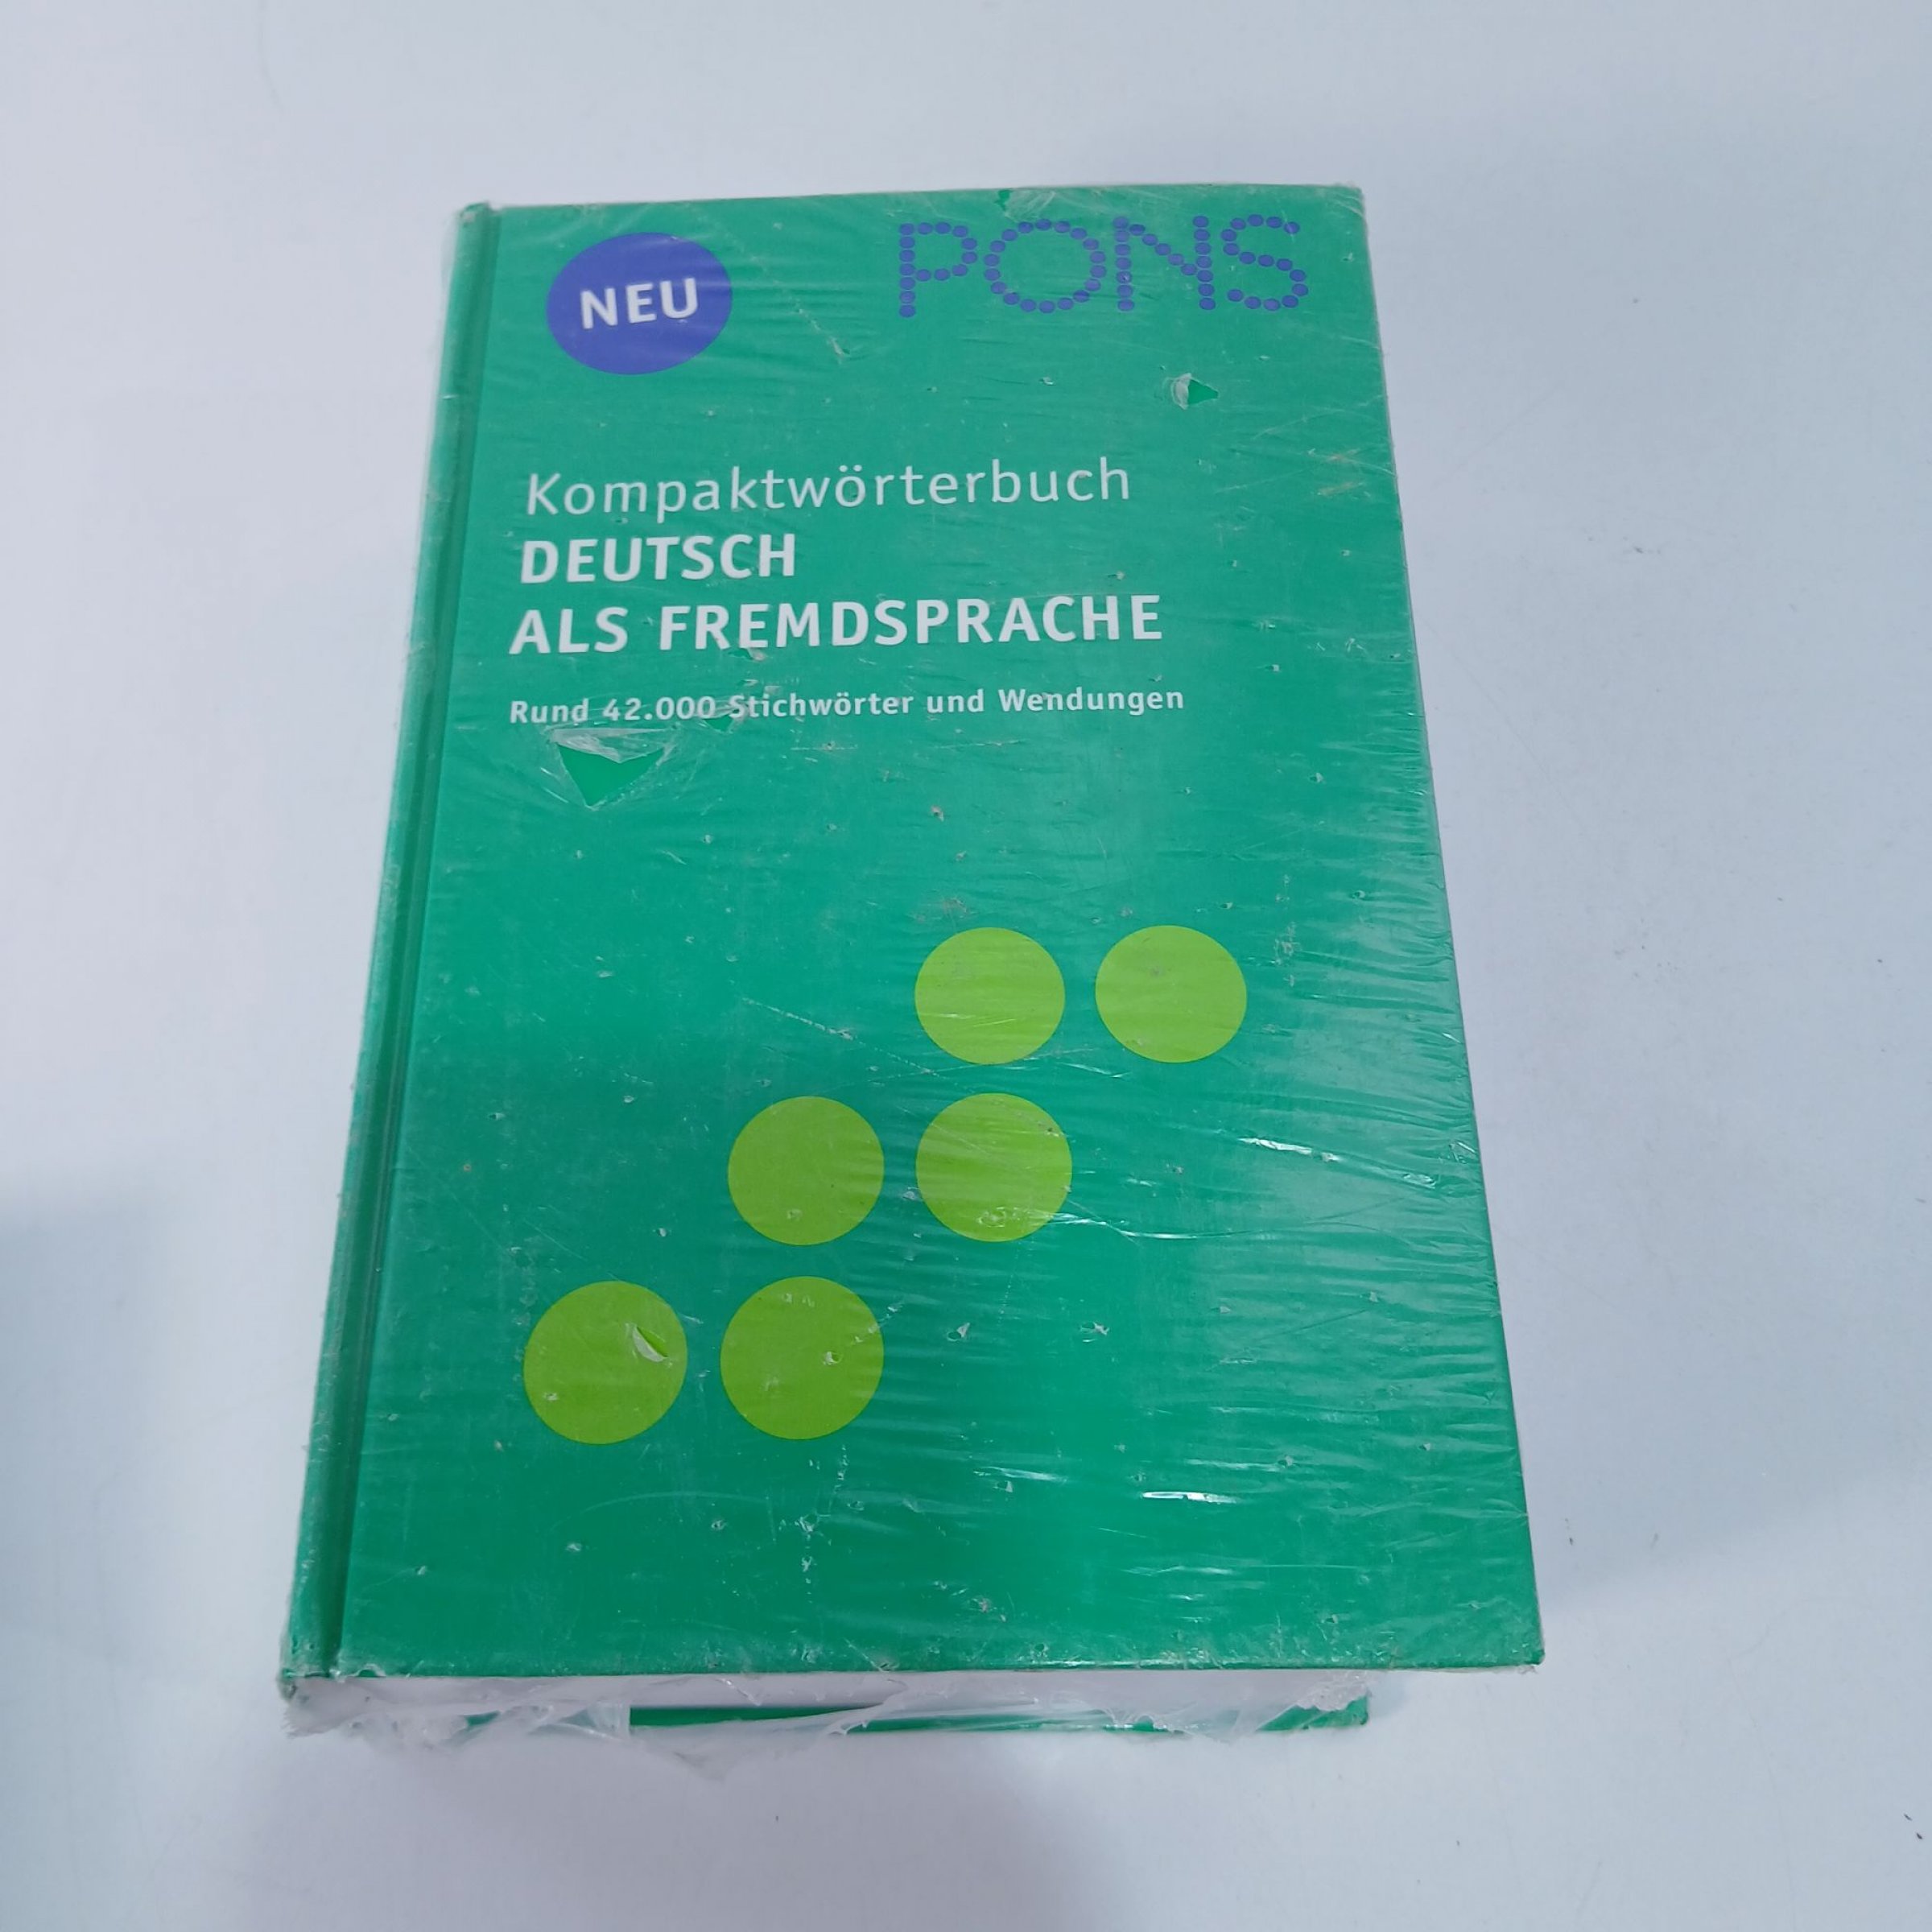 NEU
PONS
Kompaktwörterbuch
DEUTSCH
ALS FREMDSPRACHE
Rund 42.000 Stichwörter und Wendungen